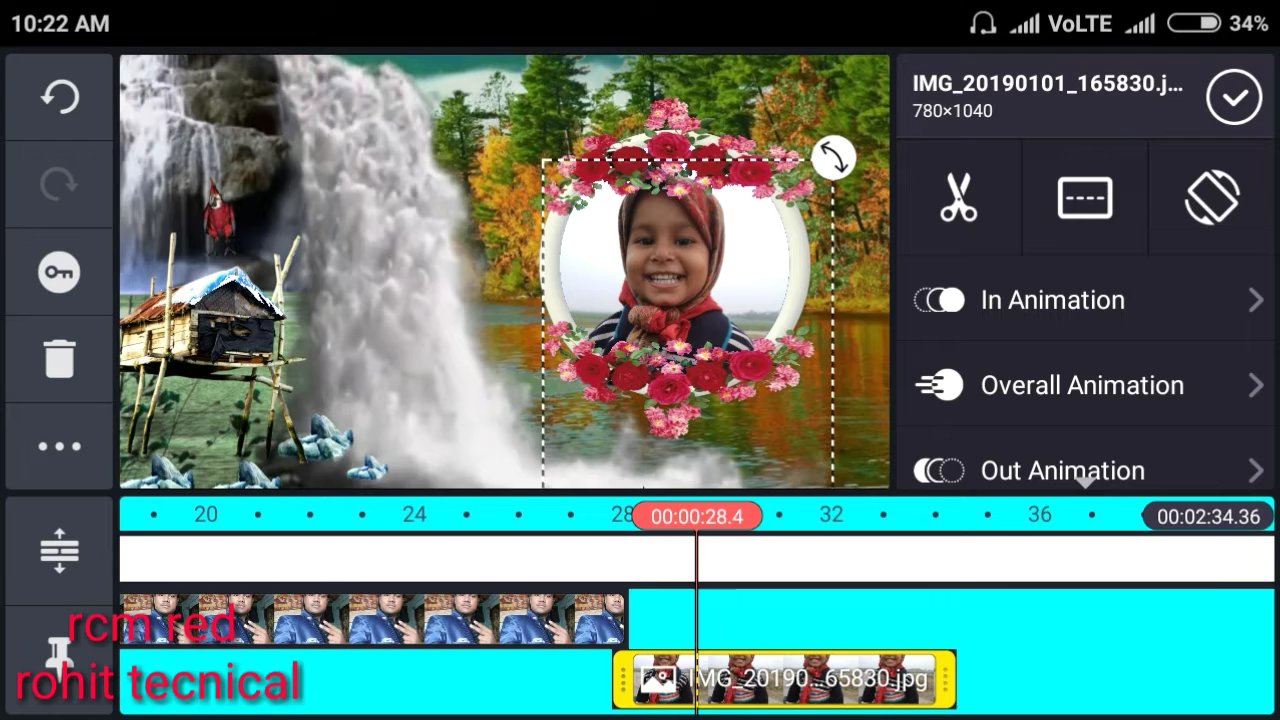 10:22 AM
VoLTE 34%
IMG_20190101_165830.j...
780×1040
In Animation
Overall Animation
Out Animation
20 24 28 00:00:28.4 32 36 00:02:34.36
rcm red
rohit tecnical
IMG_20190...65830.jpg